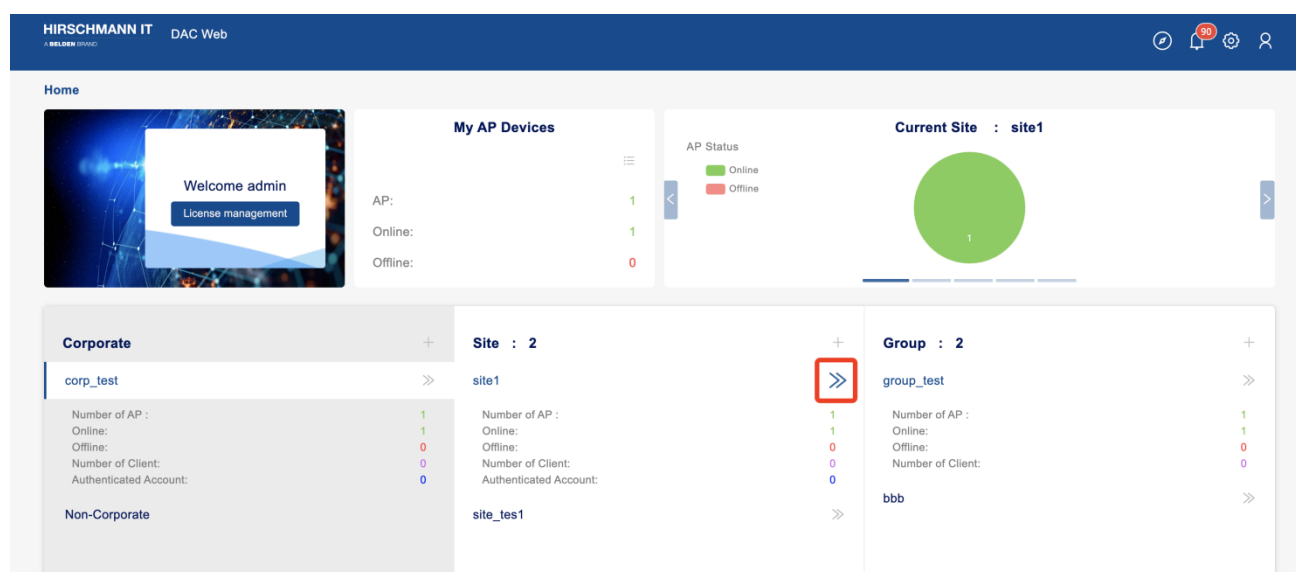 HIRSCHMANN IT
A BELDEN BRAND
DAC Web
90
Home
Welcome admin
License management
My AP Devices
AP: 1
Online: 1
Offline: 0
Current Site : site1
AP Status
Online
Offline
1
Corporate
corp_test
Number of AP : 1
Online: 1
Offline: 0
Number of Client: 0
Authenticated Account: 0
Non-Corporate
Site : 2
site1
Number of AP : 1
Online: 1
Offline: 0
Number of Client: 0
Authenticated Account: 0
site_tes1
Group : 2
group_test
Number of AP : 1
Online: 1
Offline: 0
Number of Client: 0
bbb